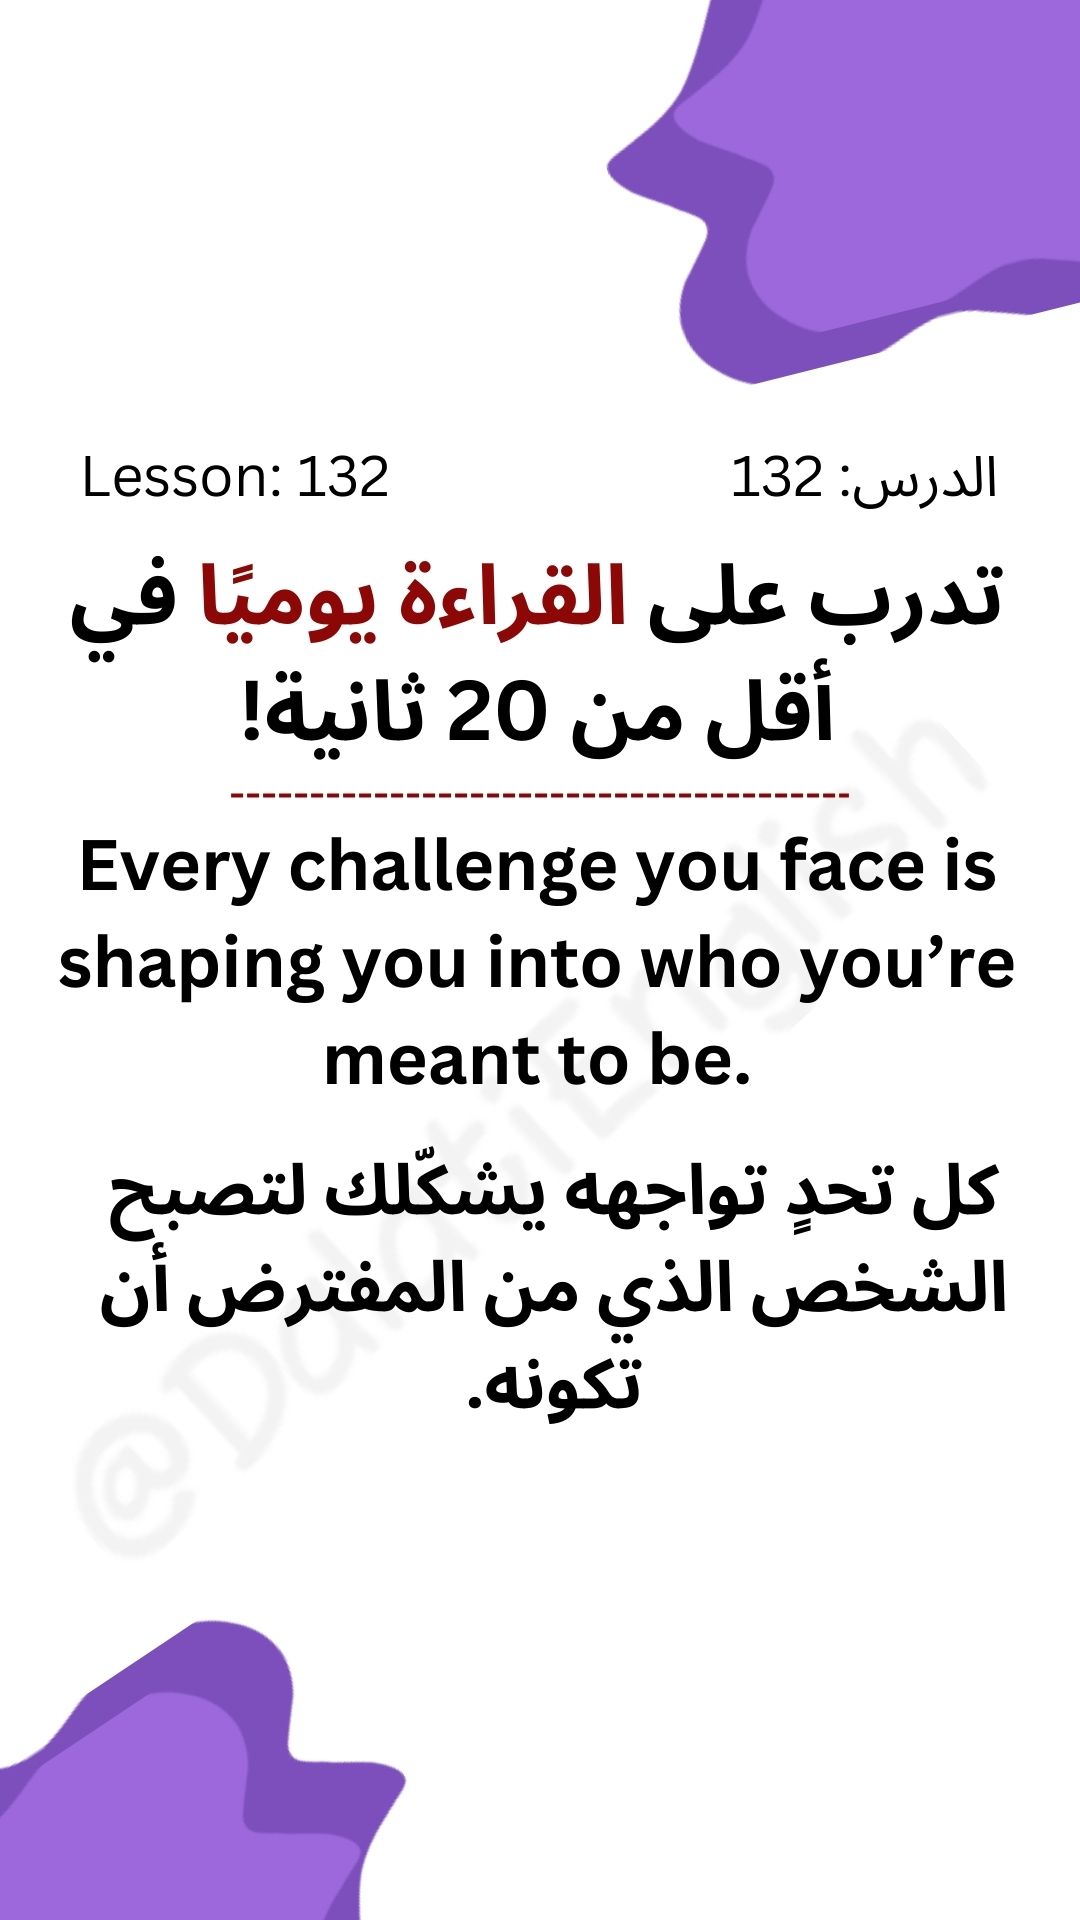 Lesson: 132
الدرس: 132
تدرب على القراءة يوميًا في
أقل من 20 ثانية!
--------------------------------------
Every challenge you face is
shaping you into who you’re
meant to be.
كل تحدٍ تواجهه يشكّلك لتصبح
الشخص الذي من المفترض أن
تكونه.
@DdatiEnglish